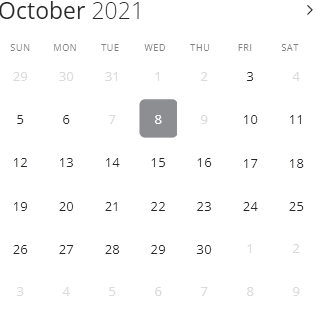 October 2021
SUN MON TUE WED THU FRI SAT
29 30 31 1 2 3 4
5 6 7 8 9 10 11
12 13 14 15 16 17 18
19 20 21 22 23 24 25
26 27 28 29 30 1 2
3 4 5 6 7 8 9